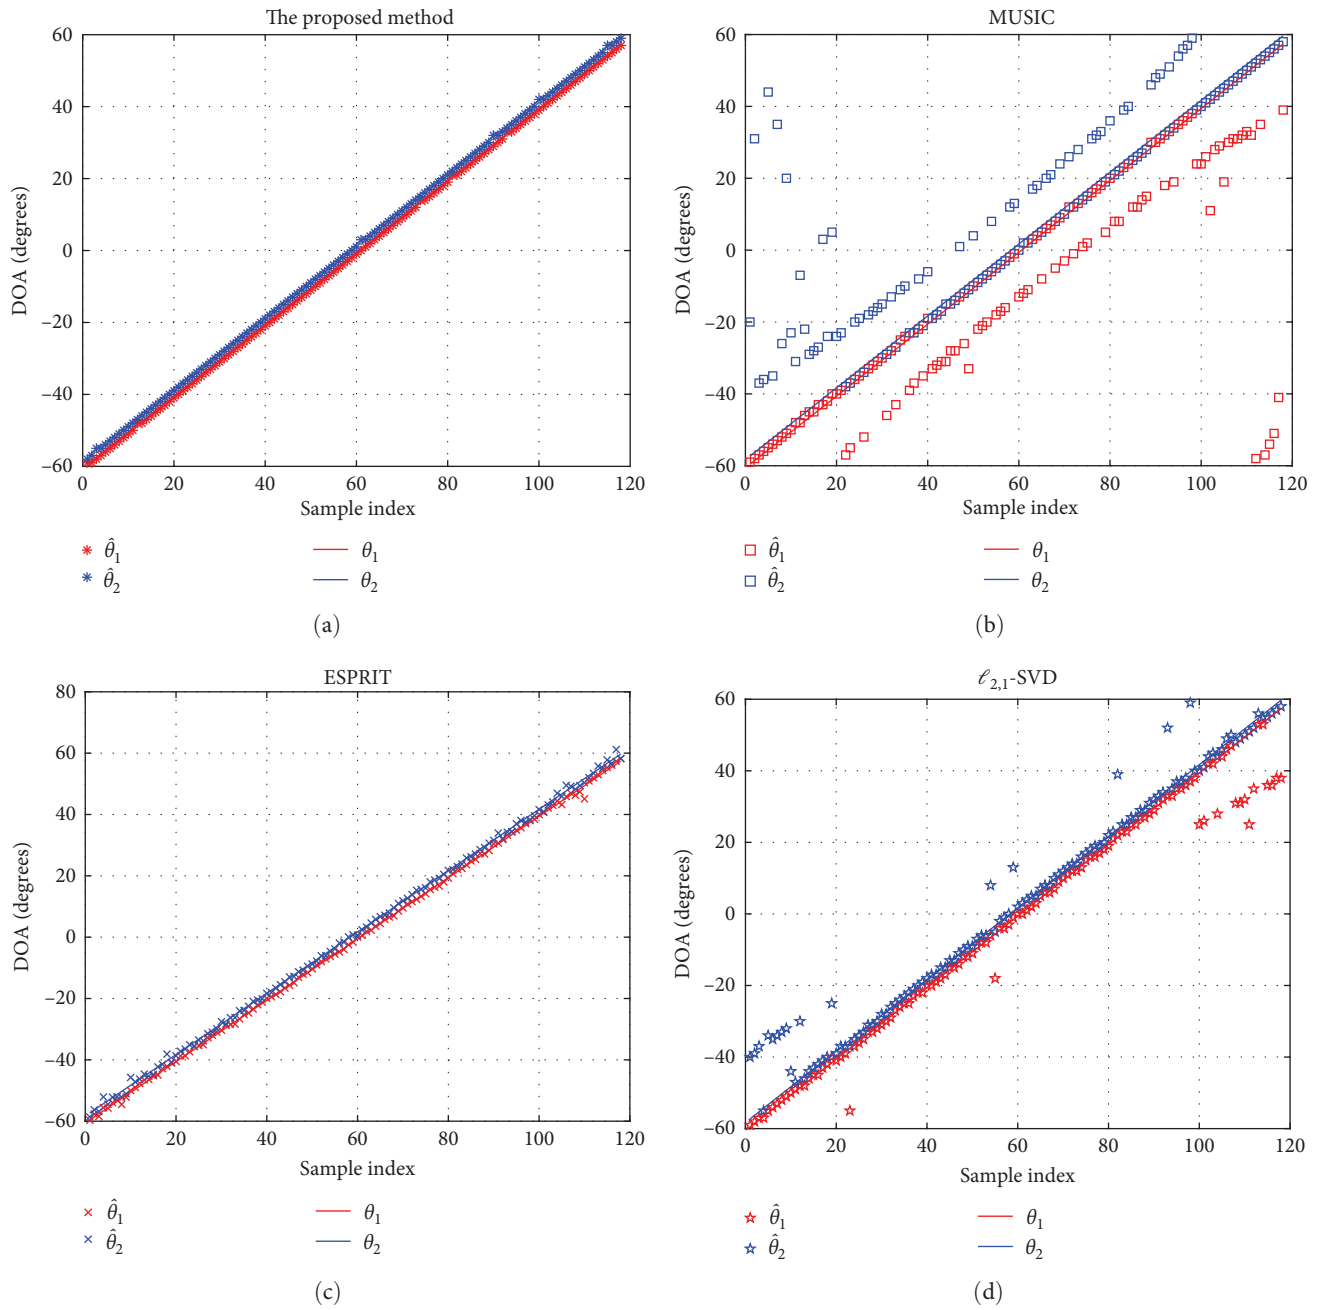 The proposed method
60
40
20
0
–20
–40
–60
DOA (degrees)
0 20 40 60 80 100 120
Sample index
θ̂1 θ1
θ̂2 θ2
(a)
MUSIC
60
40
20
0
–20
–40
–60
DOA (degrees)
0 20 40 60 80 100 120
Sample index
θ̂1 θ1
θ̂2 θ2
(b)
ESPRIT
80
60
40
20
0
–20
–40
–60
DOA (degrees)
0 20 40 60 80 100 120
Sample index
θ̂1 θ1
θ̂2 θ2
(c)
ℓ2,1-SVD
60
40
20
0
–20
–40
–60
DOA (degrees)
0 20 40 60 80 100 120
Sample index
θ̂1 θ1
θ̂2 θ2
(d)